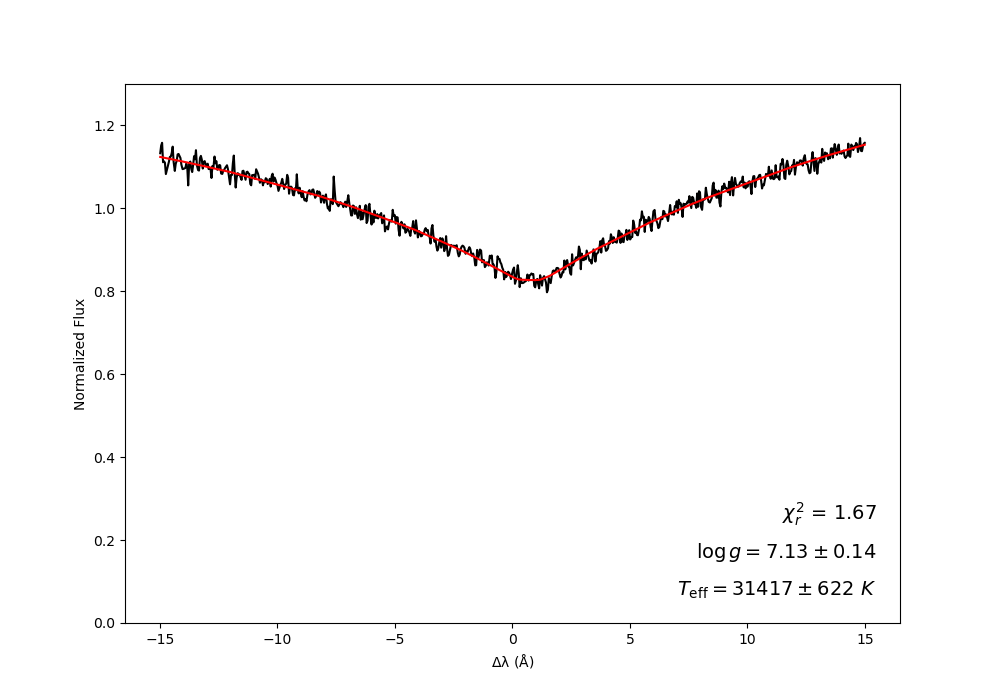 1.2
1.0
0.8
0.6
0.4
0.2
0.0
Normalized Flux
χ²ᵣ = 1.67
log g = 7.13 ± 0.14
T_eff = 31417 ± 622 K
−15 −10 −5 0 5 10 15
Δλ (Å)